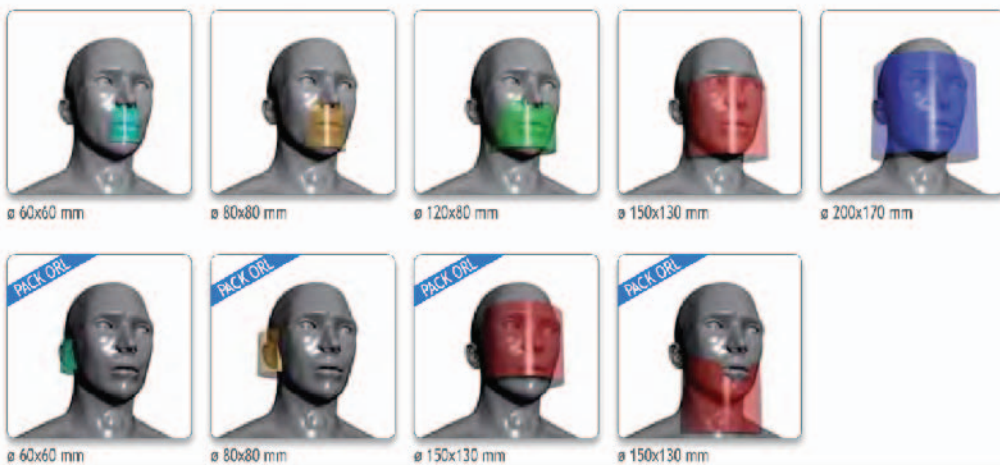 ø 60x60 mm
ø 80x80 mm
ø 120x80 mm
ø 150x130 mm
ø 200x170 mm
PACK ORL
PACK ORL
PACK ORL
PACK ORL
ø 60x60 mm
ø 80x80 mm
ø 150x130 mm
ø 150x130 mm